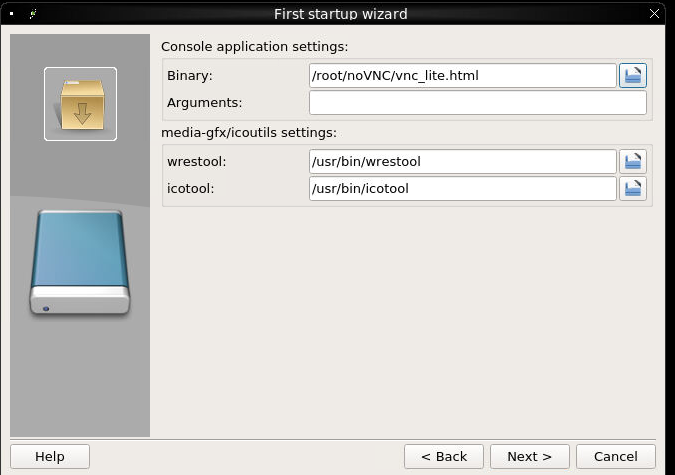 First startup wizard
Console application settings:
Binary: /root/noVNC/vnc_lite.html
Arguments:
media-gfx/icoutils settings:
wrestool: /usr/bin/wrestool
icotool: /usr/bin/icotool
Help < Back Next > Cancel